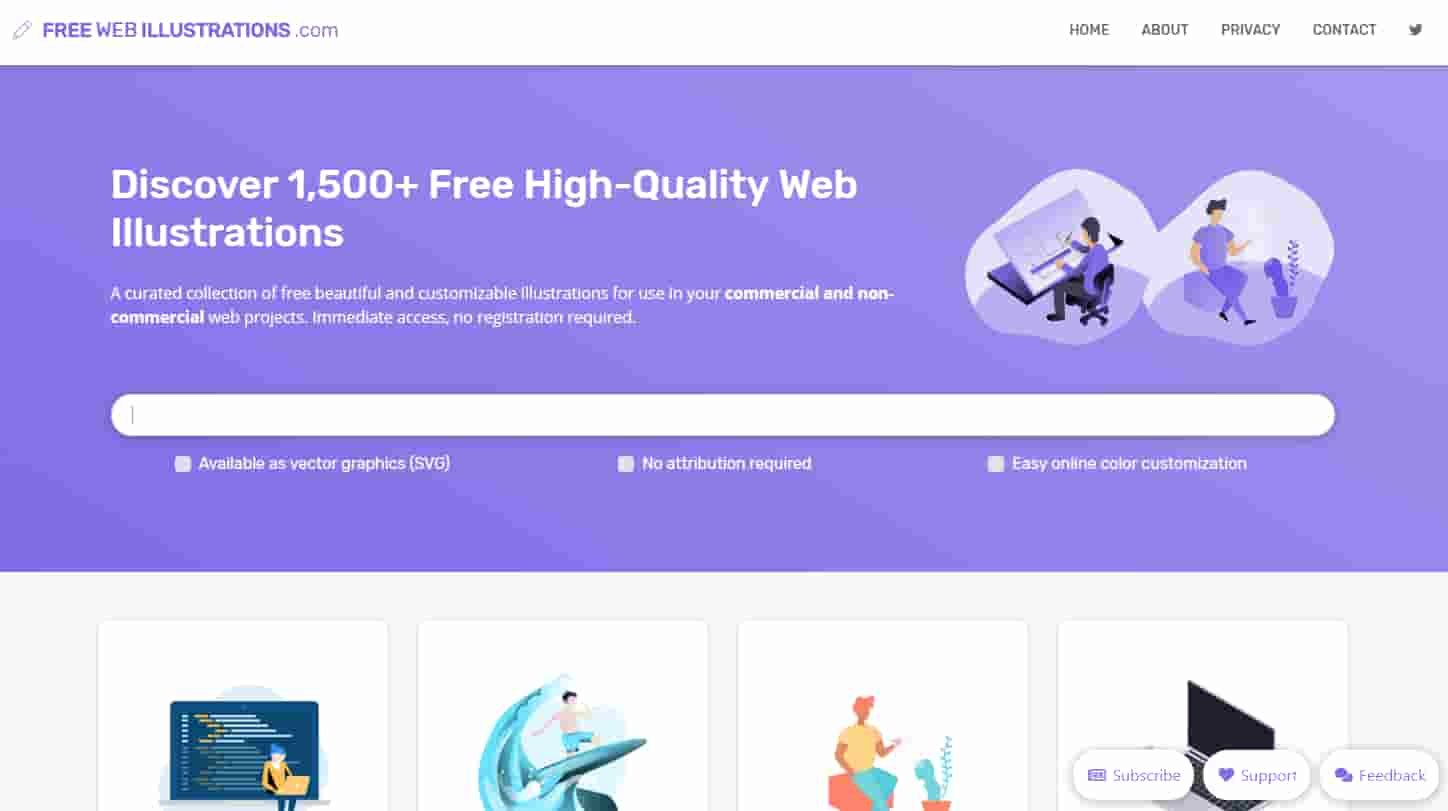 FREE WEB ILLUSTRATIONS .com
HOME ABOUT PRIVACY CONTACT
Discover 1,500+ Free High-Quality Web
Illustrations
A curated collection of free beautiful and customizable illustrations for use in your commercial and non-
commercial web projects. Immediate access, no registration required.
Available as vector graphics (SVG) No attribution required Easy online color customization
Subscribe Support Feedback